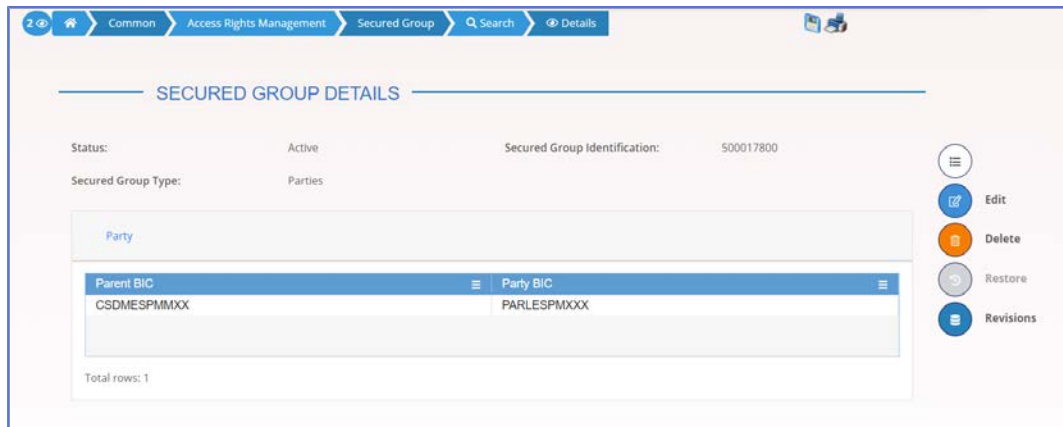 2 Common Access Rights Management Secured Group Search Details
SECURED GROUP DETAILS
Status: Active Secured Group Identification: 500017800
Secured Group Type: Parties
Edit
Party
Delete
Parent BIC Party BIC
Restore
CSDMESPMMXX PARLESPMXXX
Revisions
Total rows: 1